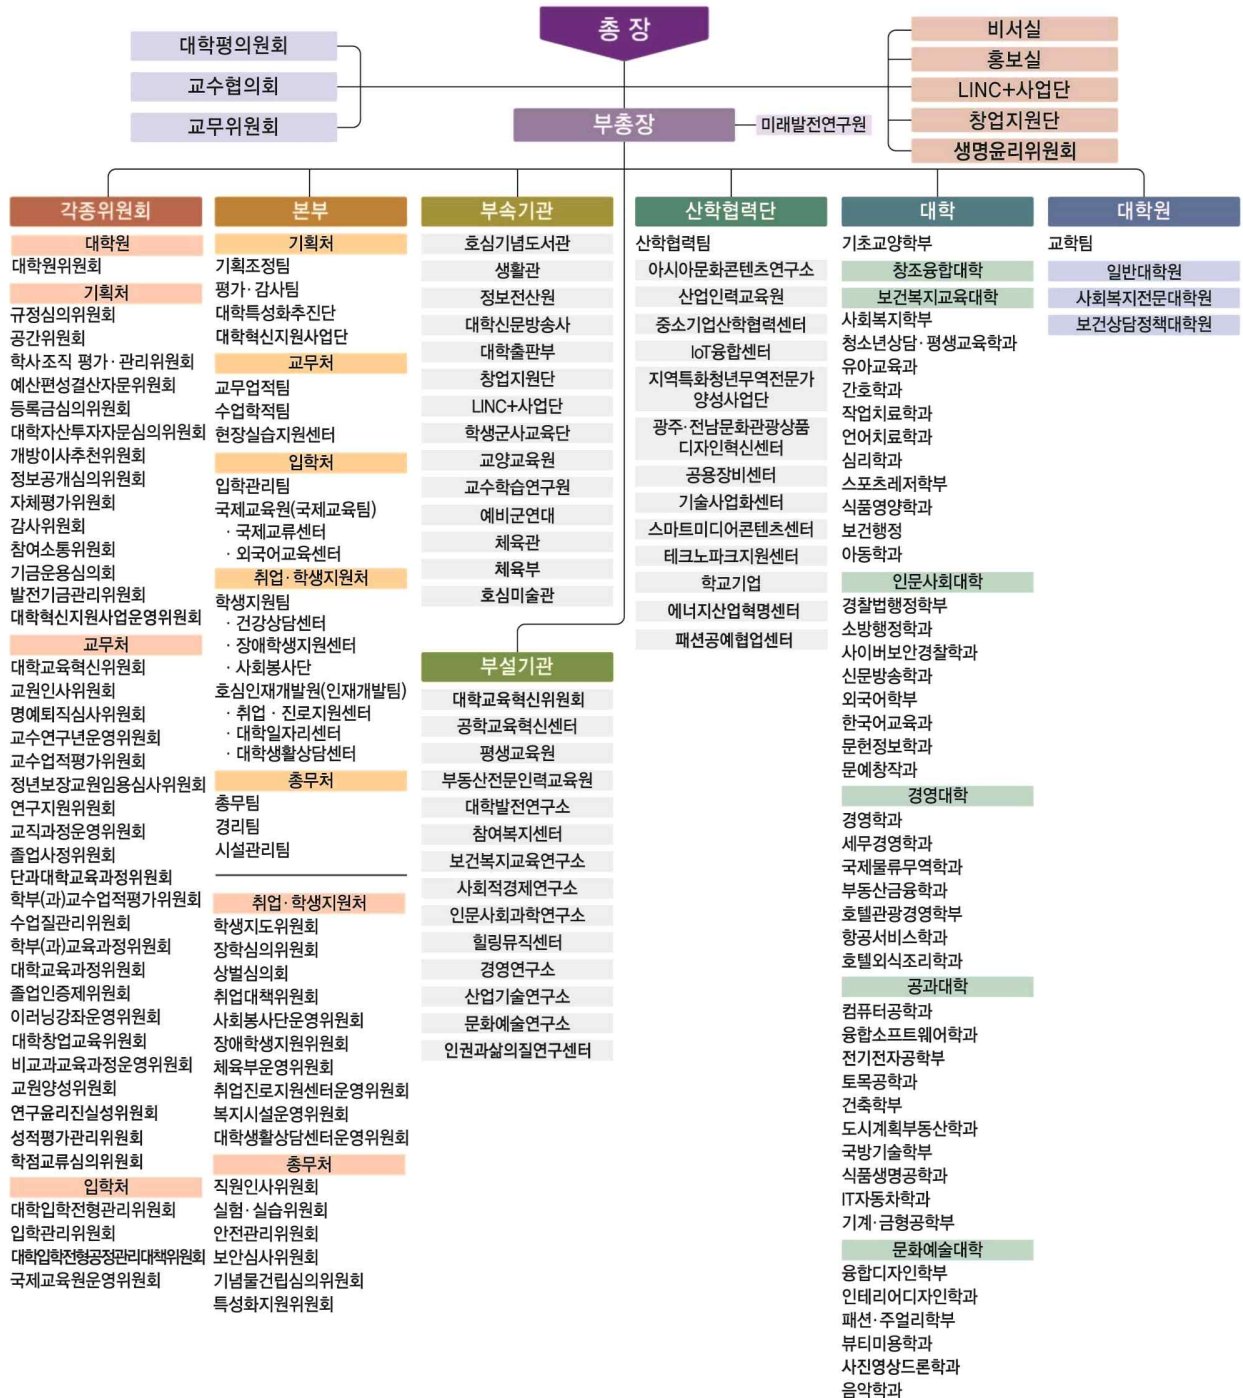 총 장
대학평의원회
교수협의회
교무위원회
비서실
홍보실
LINC+사업단
창업지원단
생명윤리위원회
부총장
미래발전연구원
각종위원회
대학원
대학원위원회
기획처
규정심의위원회
공간위원회
학사조직 평가·관리위원회
예산편성결산자문위원회
등록금심의위원회
대학자산투자자문심의위원회
개방이사추천위원회
정보공개심의위원회
자체평가위원회
감사위원회
참여소통위원회
기금운용심의회
발전기금관리위원회
대학혁신지원사업운영위원회
교무처
대학교육혁신위원회
교원인사위원회
명예퇴직심사위원회
교수연구년운영위원회
교수업적평가위원회
정년보장교원임용심사위원회
연구지원위원회
교직과정운영위원회
졸업사정위원회
단과대학교육과정위원회
학부(과)교수업적평가위원회
수업질관리위원회
학부(과)교육과정위원회
대학교육과정위원회
졸업인증제위원회
이러닝강좌운영위원회
대학창업교육위원회
비교과교육과정운영위원회
교원양성위원회
연구윤리진실성위원회
성적평가관리위원회
학점교류심의위원회
입학처
대학입학전형관리위원회
입학관리위원회
대학입학전형공정관리대책위원회
국제교육원운영위원회
본부
기획처
기획조정팀
평가·감사팀
대학특성화추진단
대학혁신지원사업단
교무처
교무업적팀
수업학적팀
현장실습지원센터
입학처
입학관리팀
국제교육원(국제교육팀)
· 국제교류센터
· 외국어교육센터
취업·학생지원처
학생지원팀
· 건강상담센터
· 장애학생지원센터
· 사회봉사단
호심인재개발원(인재개발팀)
· 취업 · 진로지원센터
· 대학일자리센터
· 대학생활상담센터
총무처
총무팀
경리팀
시설관리팀
취업·학생지원처
학생지도위원회
장학심의위원회
상벌심의회
취업대책위원회
사회봉사단운영위원회
장애학생지원위원회
체육부운영위원회
취업진로지원센터운영위원회
복지시설운영위원회
대학생활상담센터운영위원회
총무처
직원인사위원회
실험·실습위원회
안전관리위원회
보안심사위원회
기념물건립심의위원회
특성화지원위원회
부속기관
호심기념도서관
생활관
정보전산원
대학신문방송사
대학출판부
창업지원단
LINC+사업단
학생군사교육단
교양교육원
교수학습연구원
예비군연대
체육관
체육부
호심미술관
부설기관
대학교육혁신위원회
공학교육혁신센터
평생교육원
부동산전문인력교육원
대학발전연구소
참여복지센터
보건복지교육연구소
사회적경제연구소
인문사회과학연구소
힐링뮤직센터
경영연구소
산업기술연구소
문화예술연구소
인권과삶의질연구센터
산학협력단
산학협력팀
아시아문화콘텐츠연구소
산업인력교육원
중소기업산학협력센터
IoT융합센터
지역특화청년무역전문가
양성사업단
광주·전남문화관광상품
디자인혁신센터
공용장비센터
기술사업화센터
스마트미디어콘텐츠센터
테크노파크지원센터
학교기업
에너지산업혁명센터
패션공예협업센터
대학
기초교양학부
창조융합대학
보건복지교육대학
사회복지학부
청소년상담·평생교육학과
유아교육과
간호학과
작업치료학과
언어치료학과
심리학과
스포츠레저학부
식품영양학과
보건행정
아동학과
인문사회대학
경찰법행정학부
소방행정학과
사이버보안경찰학과
신문방송학과
외국어학부
한국어교육과
문헌정보학과
문예창작과
경영대학
경영학과
세무경영학과
국제물류무역학과
부동산금융학과
호텔관광경영학부
항공서비스학과
호텔외식조리학과
공과대학
컴퓨터공학과
융합소프트웨어학과
전기전자공학부
토목공학과
건축학부
도시계획부동산학과
국방기술학부
식품생명공학과
IT자동차학과
기계·금형공학부
문화예술대학
융합디자인학부
인테리어디자인학과
패션·주얼리학부
뷰티미용학과
사진영상드론학과
음악학과
대학원
교학팀
일반대학원
사회복지전문대학원
보건상담정책대학원